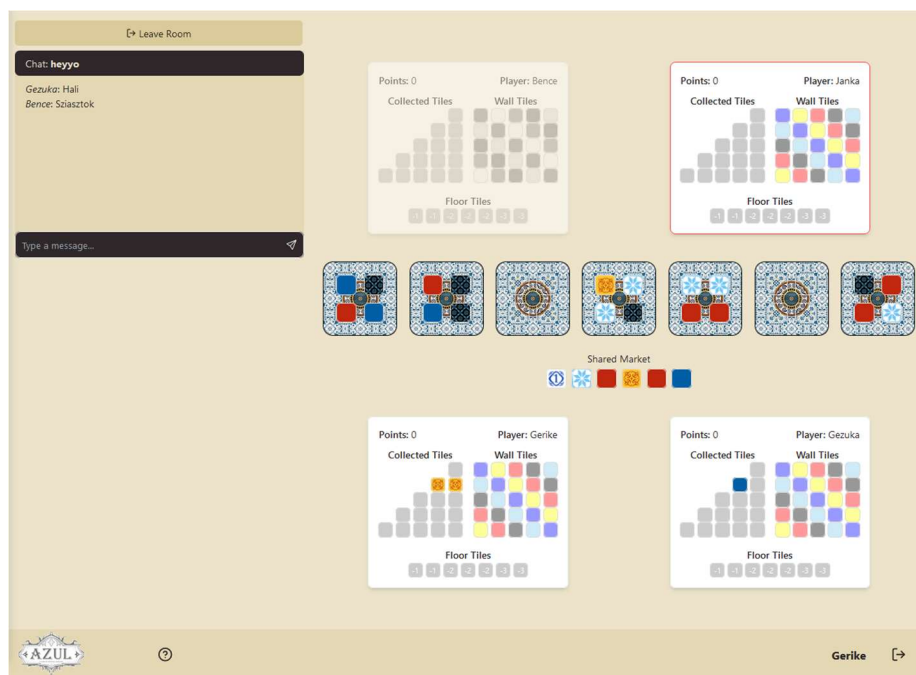 Leave Room
Chat: heyyo
Gezuka: Hali
Bence: Sziasztok
Type a message...
Points: 0 Player: Bence
Collected Tiles Wall Tiles
Floor Tiles
-1 -1 -2 -2 -2 -3 -3
Points: 0 Player: Janka
Collected Tiles Wall Tiles
Floor Tiles
-1 -1 -2 -2 -2 -3 -3
Shared Market
1
Points: 0 Player: Gerike
Collected Tiles Wall Tiles
Floor Tiles
-1 -1 -2 -2 -2 -3 -3
Points: 0 Player: Gezuka
Collected Tiles Wall Tiles
Floor Tiles
-1 -1 -2 -2 -2 -3 -3
AZUL
?
Gerike